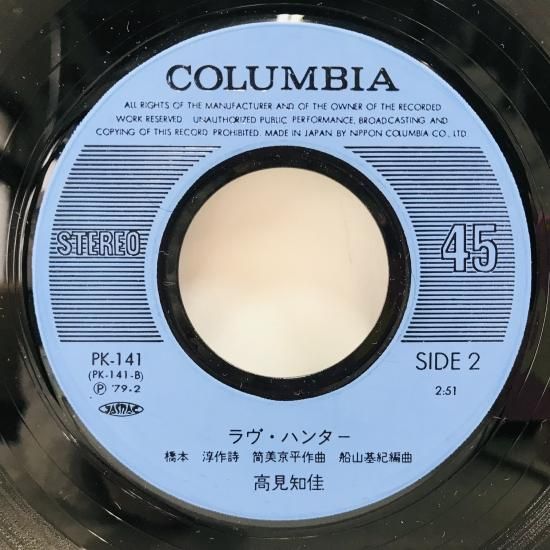 COLUMBIA
ALL RIGHTS OF THE MANUFACTURER AND OF THE OWNER OF THE RECORDED
WORK RESERVED UNAUTHORIZED PUBLIC PERFORMANCE, BROADCASTING AND
COPYING OF THIS RECORD PROHIBITED. MADE IN JAPAN BY NIPPON COLUMBIA CO., LTD.
STEREO
45
PK-141
(PK-141-B)
Ⓟ '79•2
JASRAC
SIDE 2
2:51
ラヴ・ハンター
橋本 淳作詩 筒美京平作曲 船山基紀編曲
高見知佳